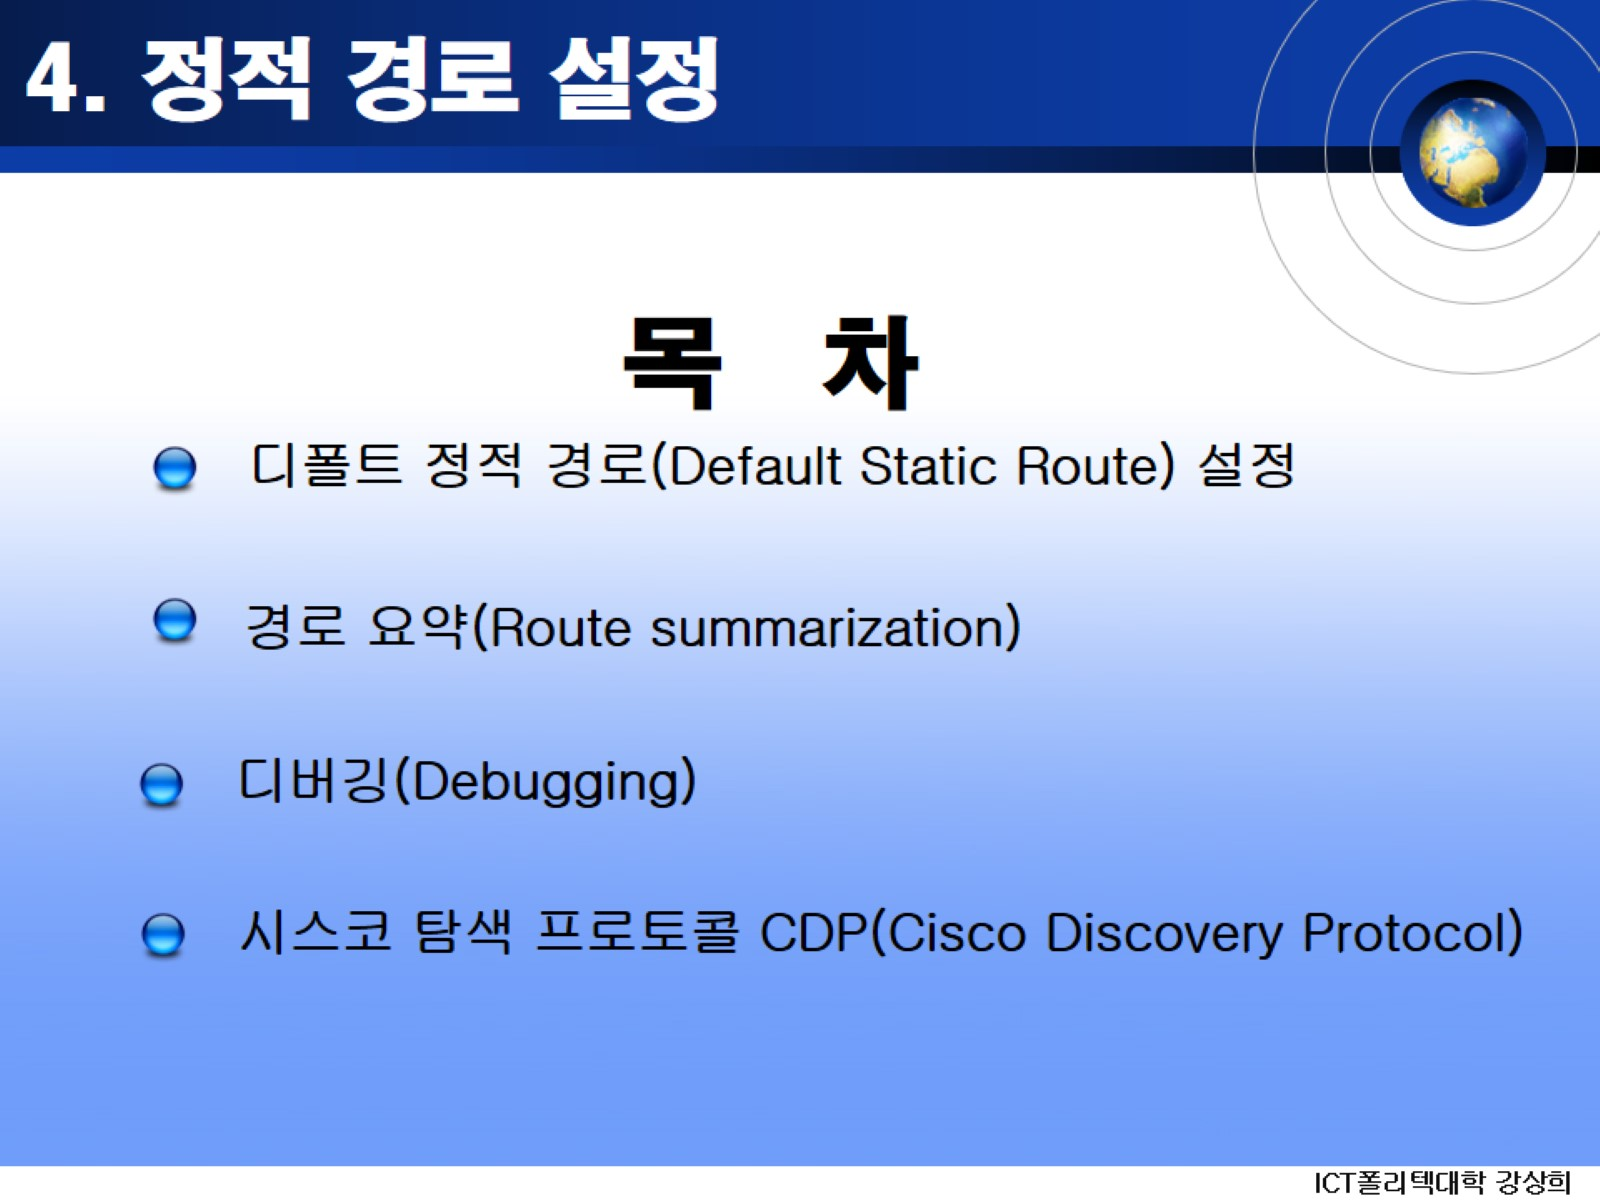 4. 정적 경로 설정
목 차
디폴트 정적 경로(Default Static Route) 설정
경로 요약(Route summarization)
디버깅(Debugging)
시스코 탐색 프로토콜 CDP(Cisco Discovery Protocol)
ICT폴리텍대학 강상희